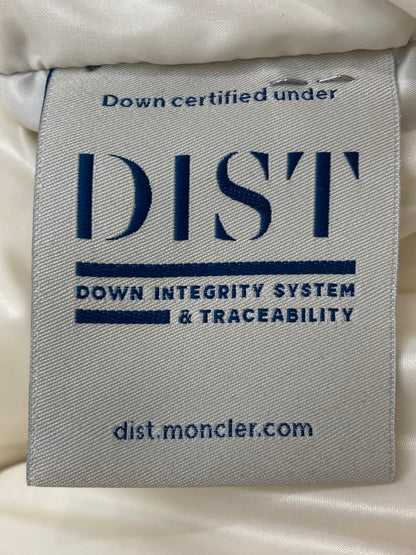 Down certified under
DIST
DOWN INTEGRITY SYSTEM
& TRACEABILITY
dist.moncler.com